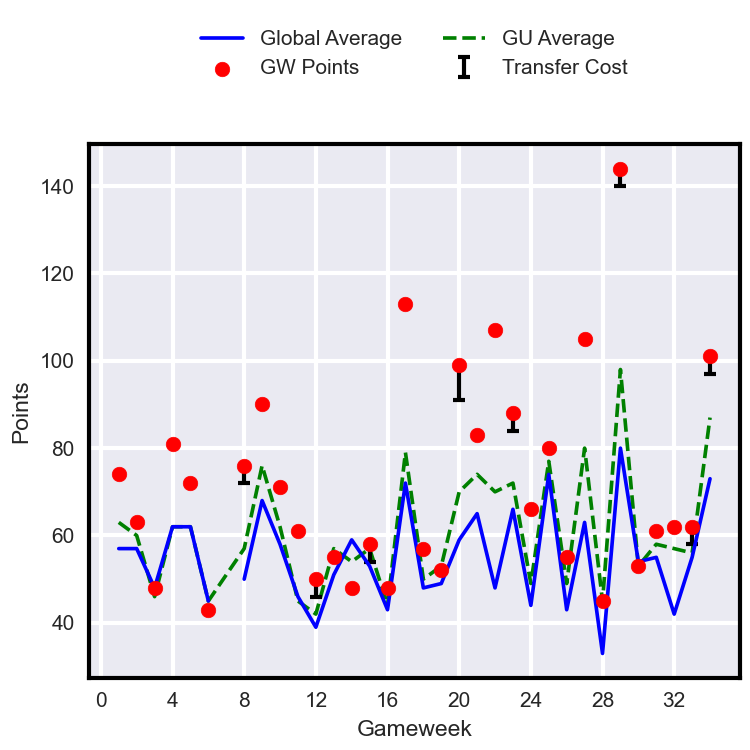 Global Average
GU Average
GW Points
Transfer Cost
140
120
100
80
60
40
Points
0 4 8 12 16 20 24 28 32
Gameweek